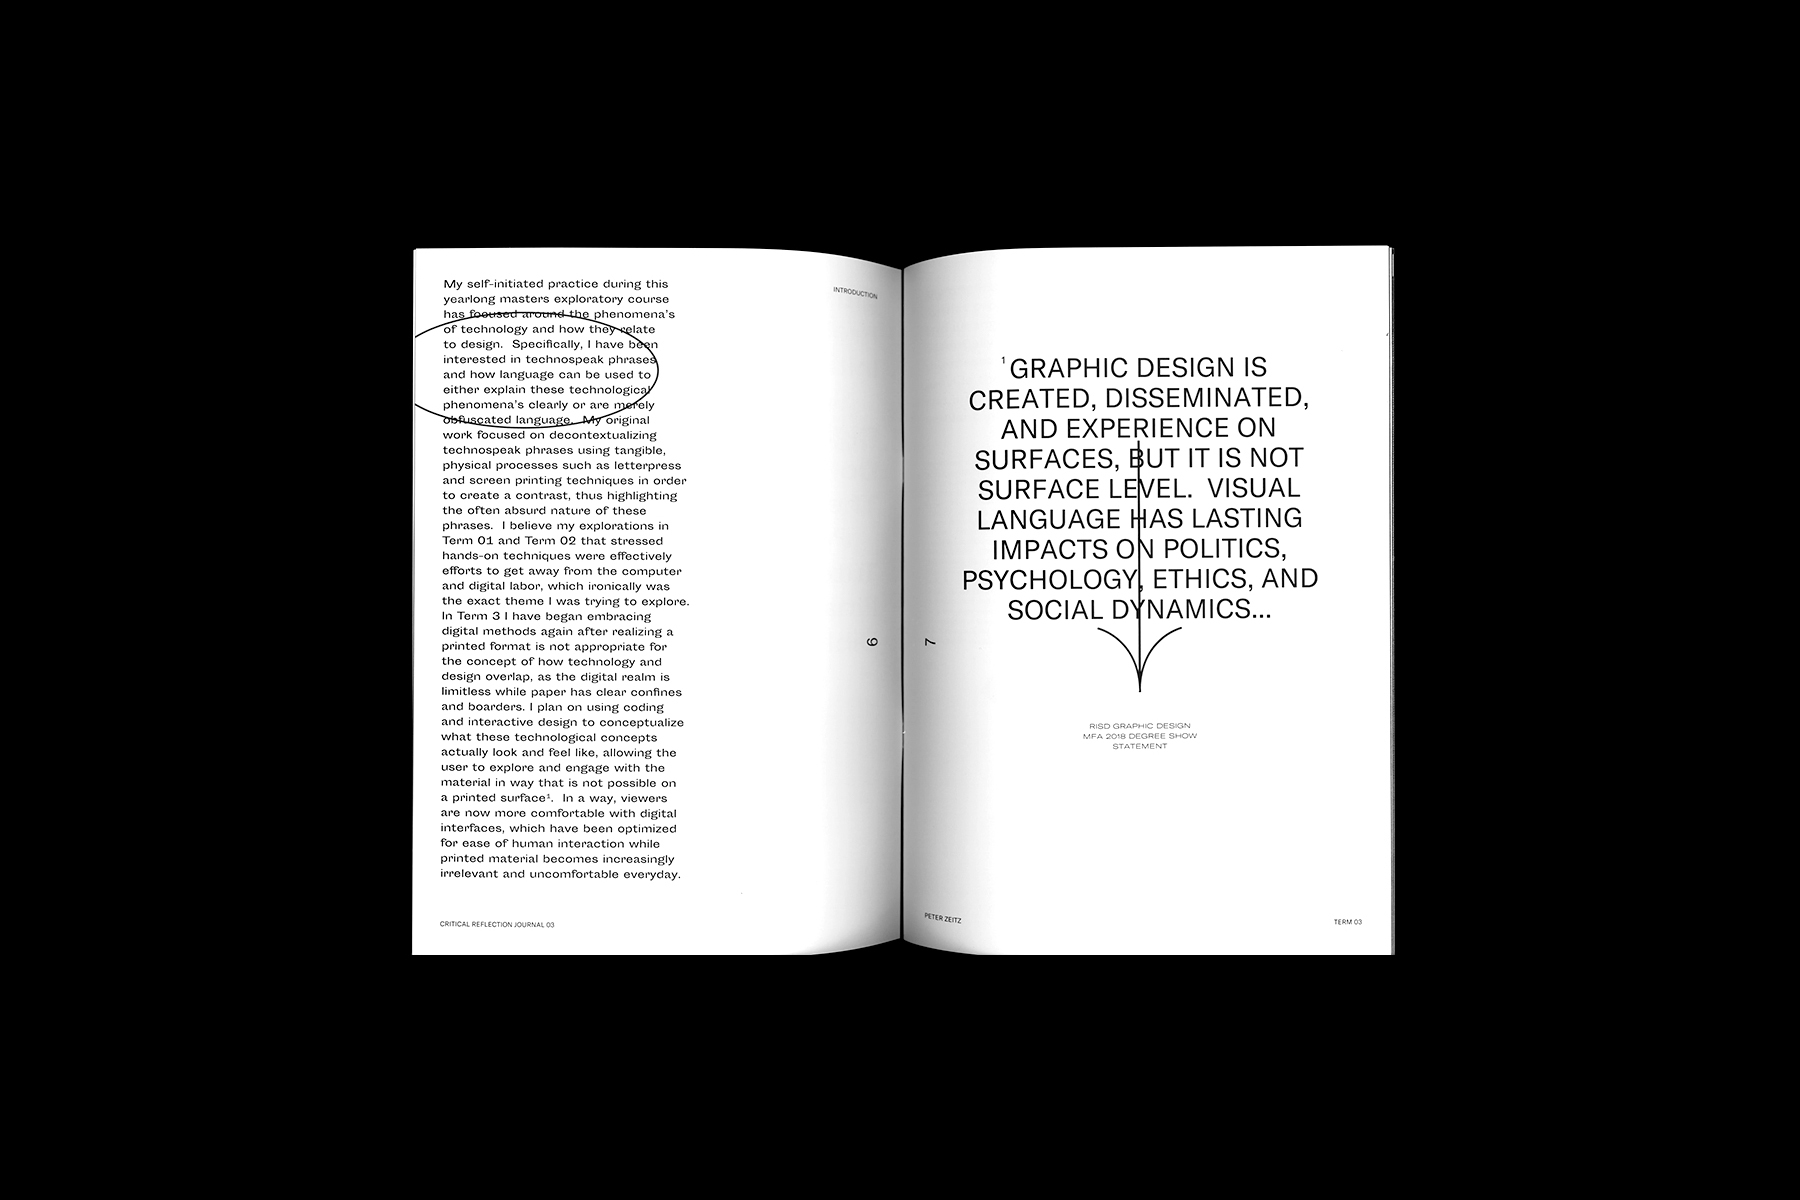 INTRODUCTION
My self-initiated practice during this
yearlong masters exploratory course
has focused around the phenomena's
of technology and how they relate
to design.  Specifically, I have been
interested in technospeak phrases
and how language can be used to
either explain these technological
phenomena's clearly or are merely
obfuscated language.  My original
work focused on decontextualizing
technospeak phrases using tangible,
physical processes such as letterpress
and screen printing techniques in order
to create a contrast, thus highlighting
the often absurd nature of these
phrases.  I believe my explorations in
Term 01 and Term 02 that stressed
hands-on techniques were effectively
efforts to get away from the computer
and digital labor, which ironically was
the exact theme I was trying to explore.
In Term 3 I have began embracing
digital methods again after realizing a
printed format is not appropriate for
the concept of how technology and
design overlap, as the digital realm is
limitless while paper has clear confines
and boarders. I plan on using coding
and interactive design to conceptualize
what these technological concepts
actually look and feel like, allowing the
user to explore and engage with the
material in way that is not possible on
a printed surface¹.  In a way, viewers
are now more comfortable with digital
interfaces, which have been optimized
for ease of human interaction while
printed material becomes increasingly
irrelevant and uncomfortable everyday.
6
CRITICAL REFLECTION JOURNAL 03
¹ GRAPHIC DESIGN IS
CREATED, DISSEMINATED,
AND EXPERIENCE ON
SURFACES, BUT IT IS NOT
SURFACE LEVEL.  VISUAL
LANGUAGE HAS LASTING
IMPACTS ON POLITICS,
PSYCHOLOGY, ETHICS, AND
SOCIAL DYNAMICS...
7
RISD GRAPHIC DESIGN
MFA 2018 DEGREE SHOW
STATEMENT
PETER ZEITZ
TERM 03